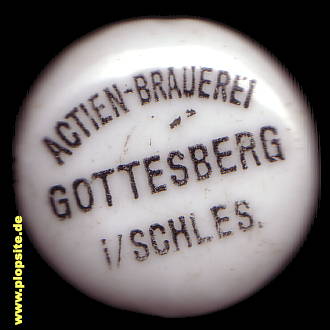 ACTIEN-BRAUEREI
GOTTESBERG
i/SCHLES.
© www.plopsite.de